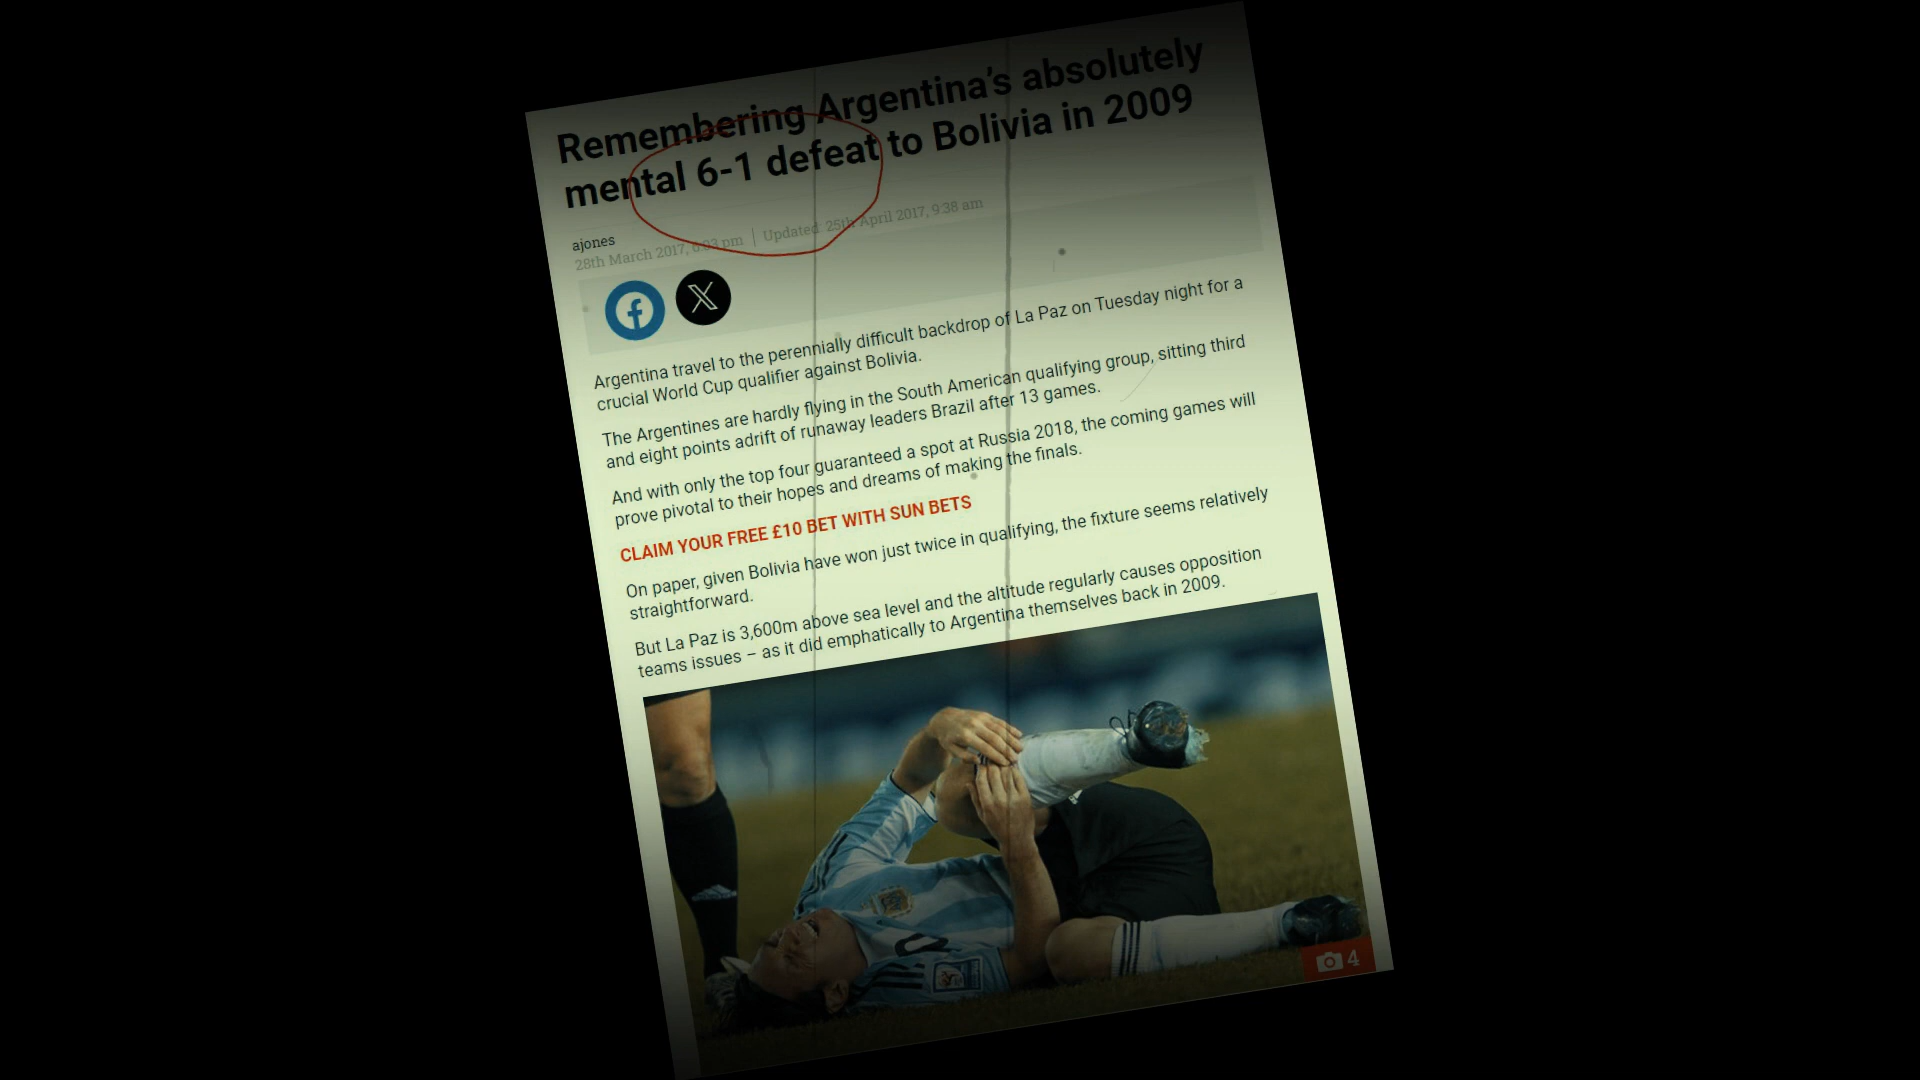 Remembering Argentina’s absolutely
mental 6-1 defeat to Bolivia in 2009
ajones
28th March 2017, 6:03 pm | Updated 25th April 2017, 9:38 am
Argentina travel to the perennially difficult backdrop of La Paz on Tuesday night for a
crucial World Cup qualifier against Bolivia.
The Argentines are hardly flying in the South American qualifying group, sitting third
and eight points adrift of runaway leaders Brazil after 13 games.
And with only the top four guaranteed a spot at Russia 2018, the coming games will
prove pivotal to their hopes and dreams of making the finals.
CLAIM YOUR FREE £10 BET WITH SUN BETS
On paper, given Bolivia have won just twice in qualifying, the fixture seems relatively
straightforward.
But La Paz is 3,600m above sea level and the altitude regularly causes opposition
teams issues – as it did emphatically to Argentina themselves back in 2009.
4